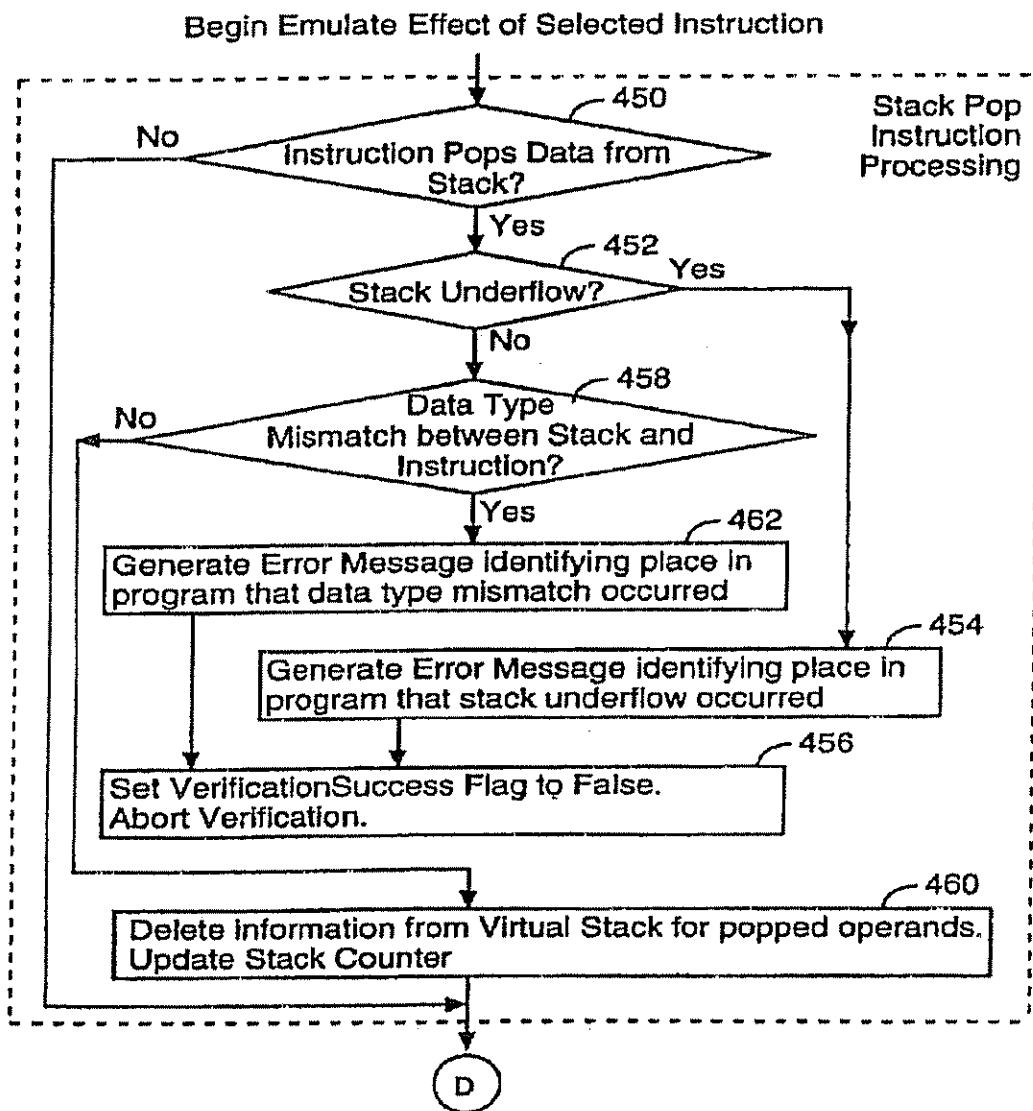 Begin Emulate Effect of Selected Instruction
450
Stack Pop
Instruction
Processing
No
Instruction Pops Data from
Stack?
Yes
452
Yes
Stack Underflow?
No
458
No
Data Type
Mismatch between Stack and
Instruction?
Yes
462
Generate Error Message identifying place in
program that data type mismatch occurred
454
Generate Error Message identifying place in
program that stack underflow occurred
456
Set VerificationSuccess Flag to False.
Abort Verification.
460
Delete information from Virtual Stack for popped operands.
Update Stack Counter
D